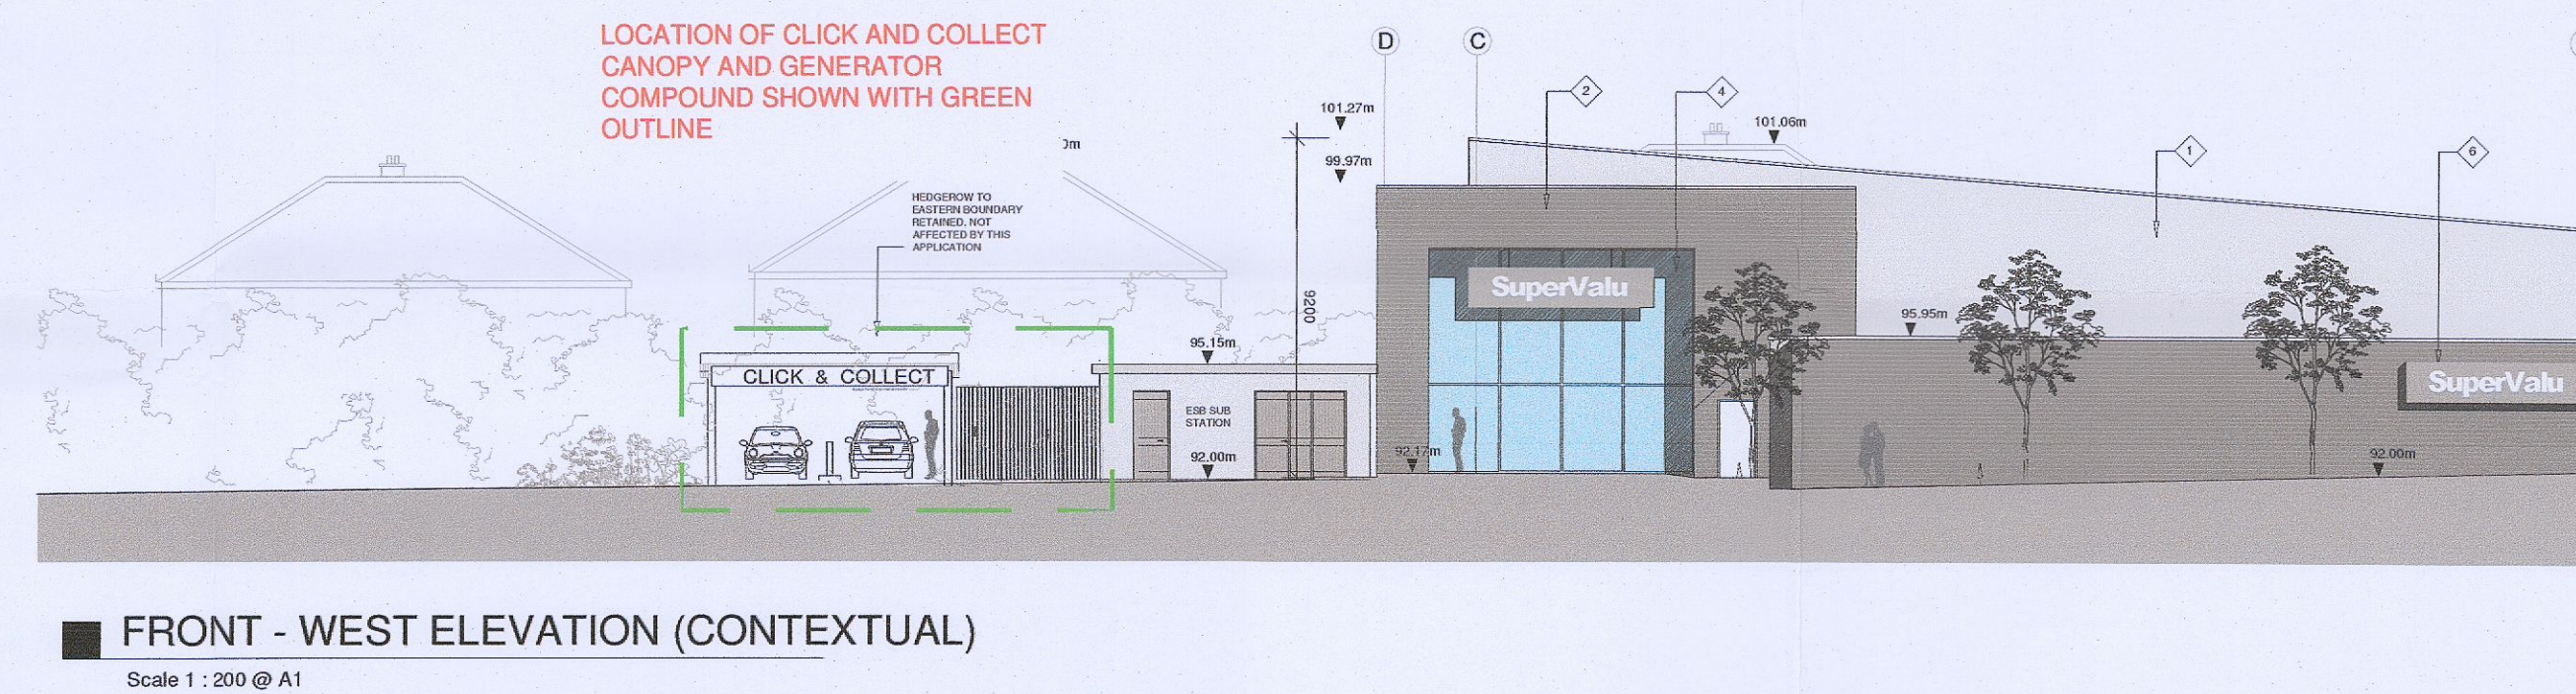 LOCATION OF CLICK AND COLLECT
CANOPY AND GENERATOR
COMPOUND SHOWN WITH GREEN
OUTLINE
D
C
2
4
1
6
101.27m
101.06m
99.97m
HEDGEROW TO
EASTERN BOUNDARY
RETAINED, NOT
AFFECTED BY THIS
APPLICATION
9200
SuperValu
95.95m
95.15m
CLICK & COLLECT
SuperValu
ESB SUB
STATION
92.00m
92.17m
92.00m
FRONT - WEST ELEVATION (CONTEXTUAL)
Scale 1 : 200 @ A1